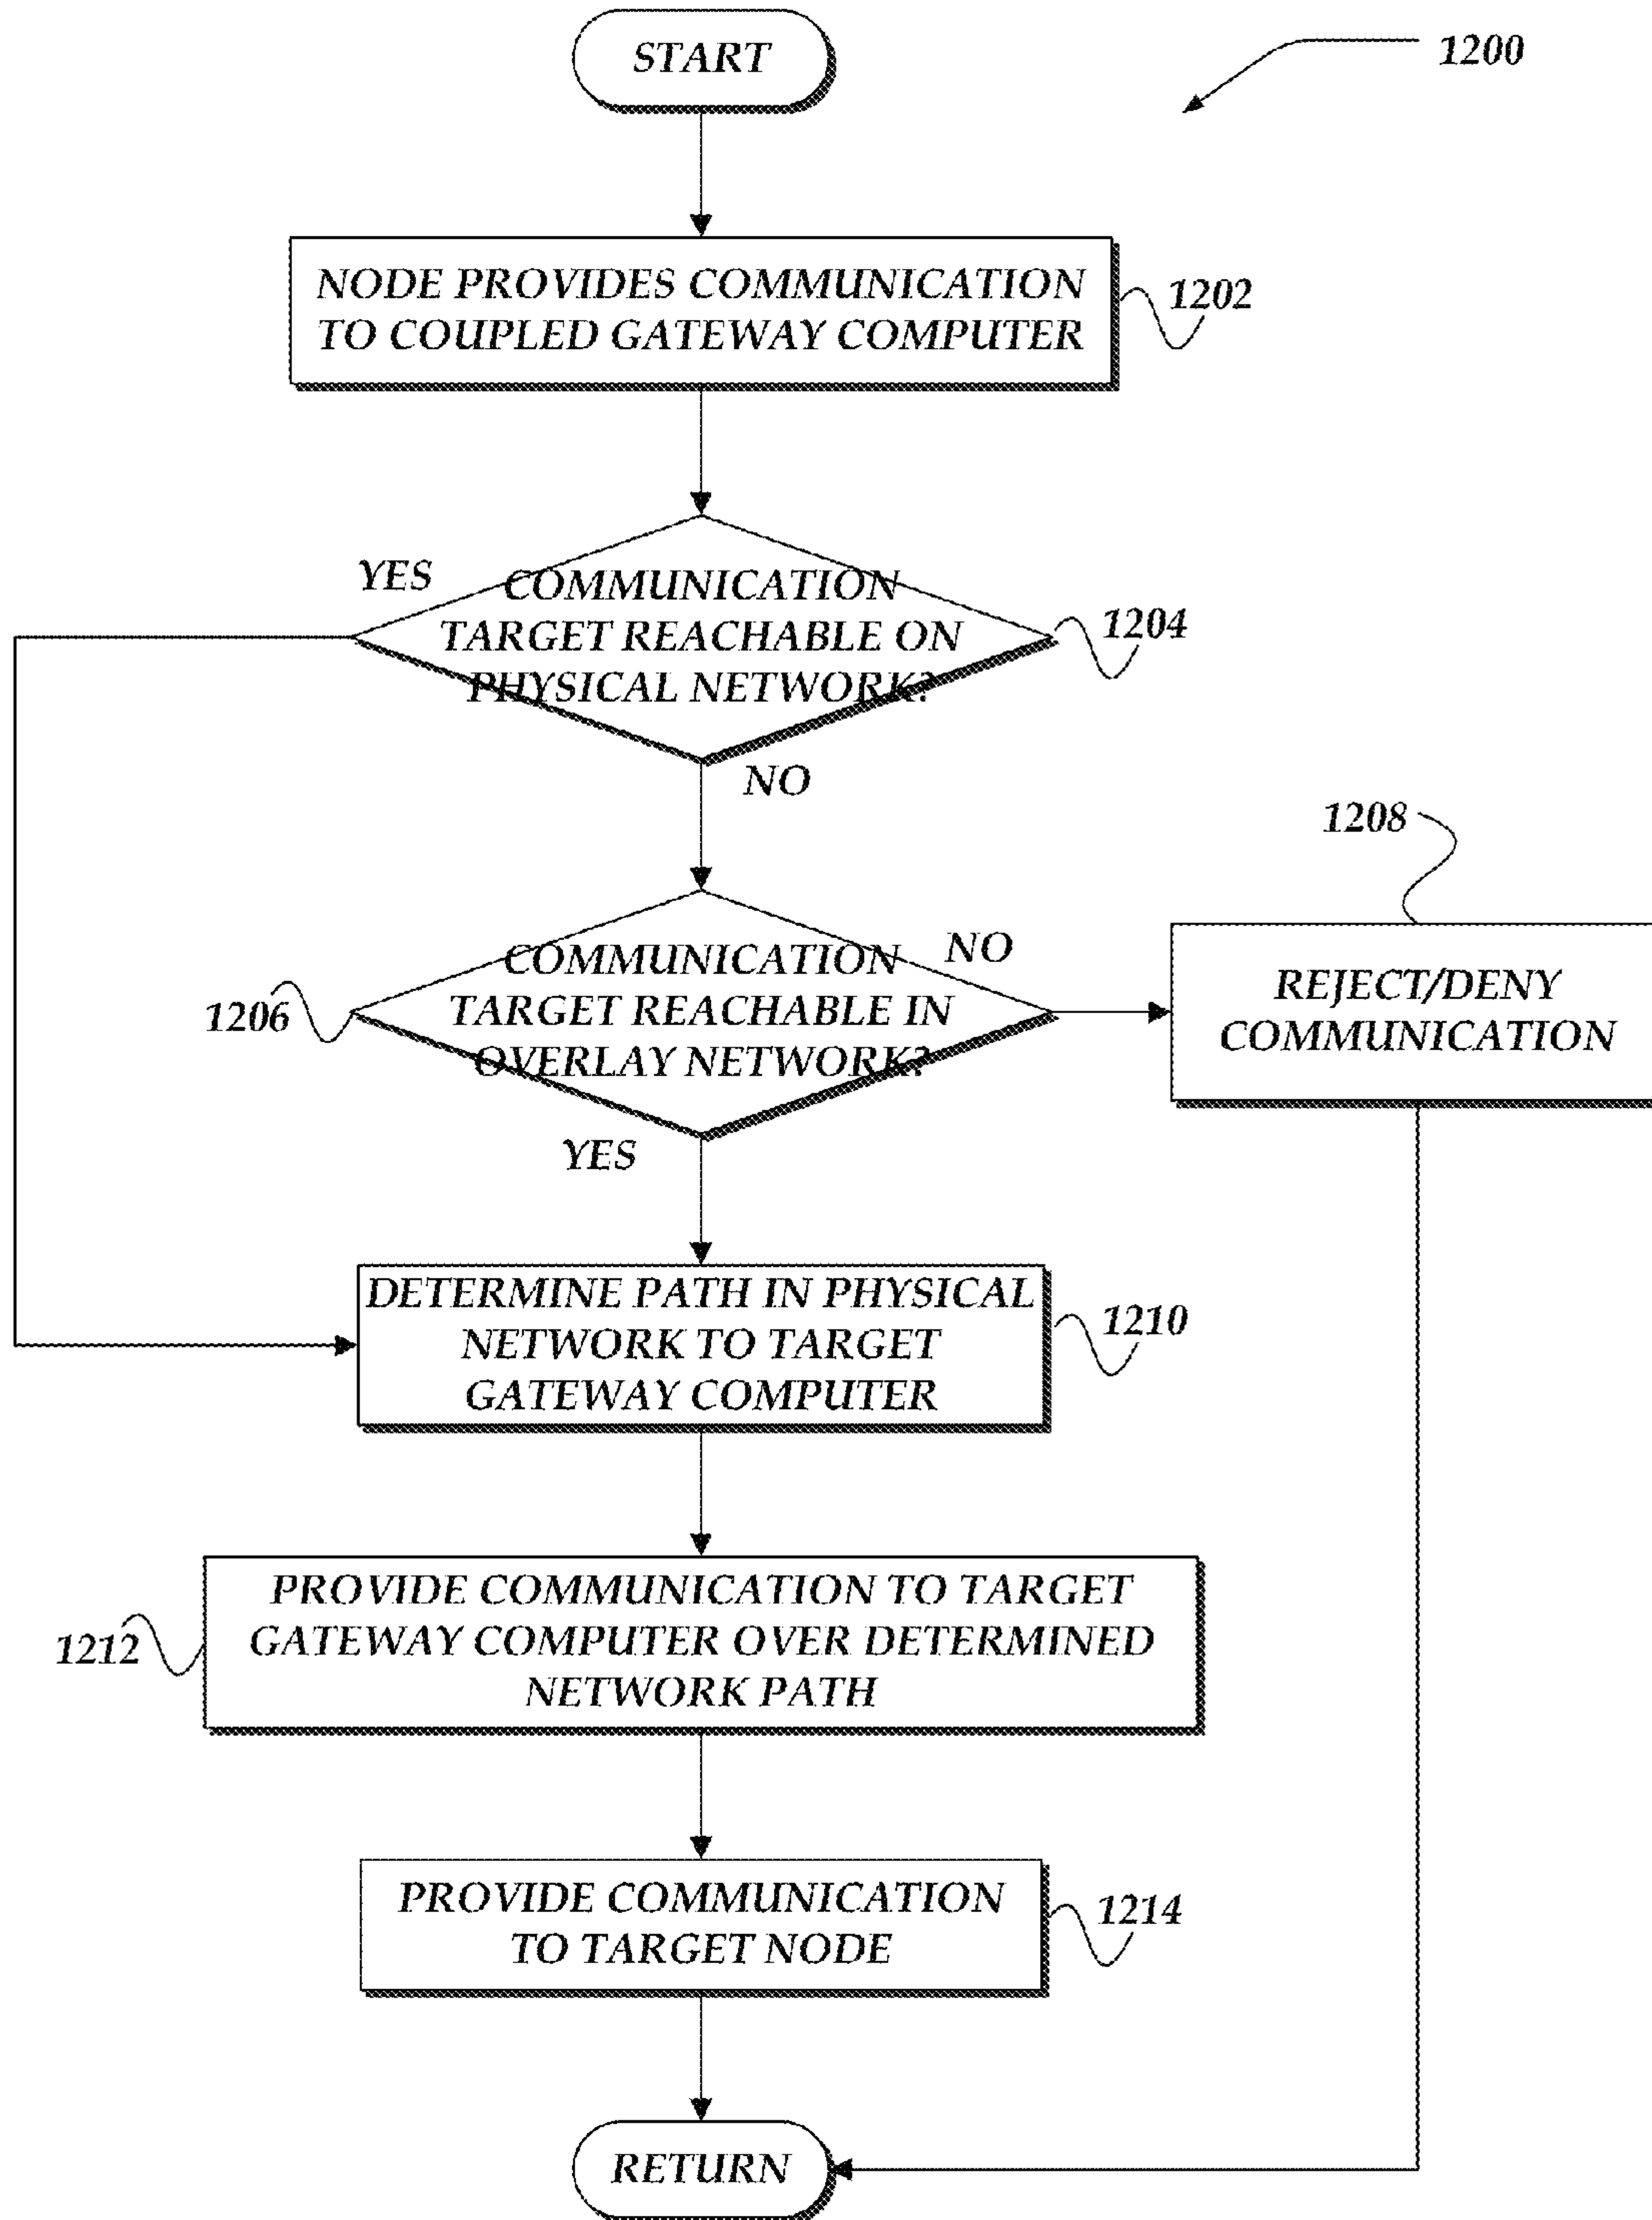 START
1200
NODE PROVIDES COMMUNICATION
TO COUPLED GATEWAY COMPUTER
1202
YES
COMMUNICATION
TARGET REACHABLE ON
PHYSICAL NETWORK?
1204
NO
1208
COMMUNICATION
TARGET REACHABLE IN
OVERLAY NETWORK?
NO
1206
REJECT/DENY
COMMUNICATION
YES
DETERMINE PATH IN PHYSICAL
NETWORK TO TARGET
GATEWAY COMPUTER
1210
PROVIDE COMMUNICATION TO TARGET
GATEWAY COMPUTER OVER DETERMINED
NETWORK PATH
1212
PROVIDE COMMUNICATION
TO TARGET NODE
1214
RETURN